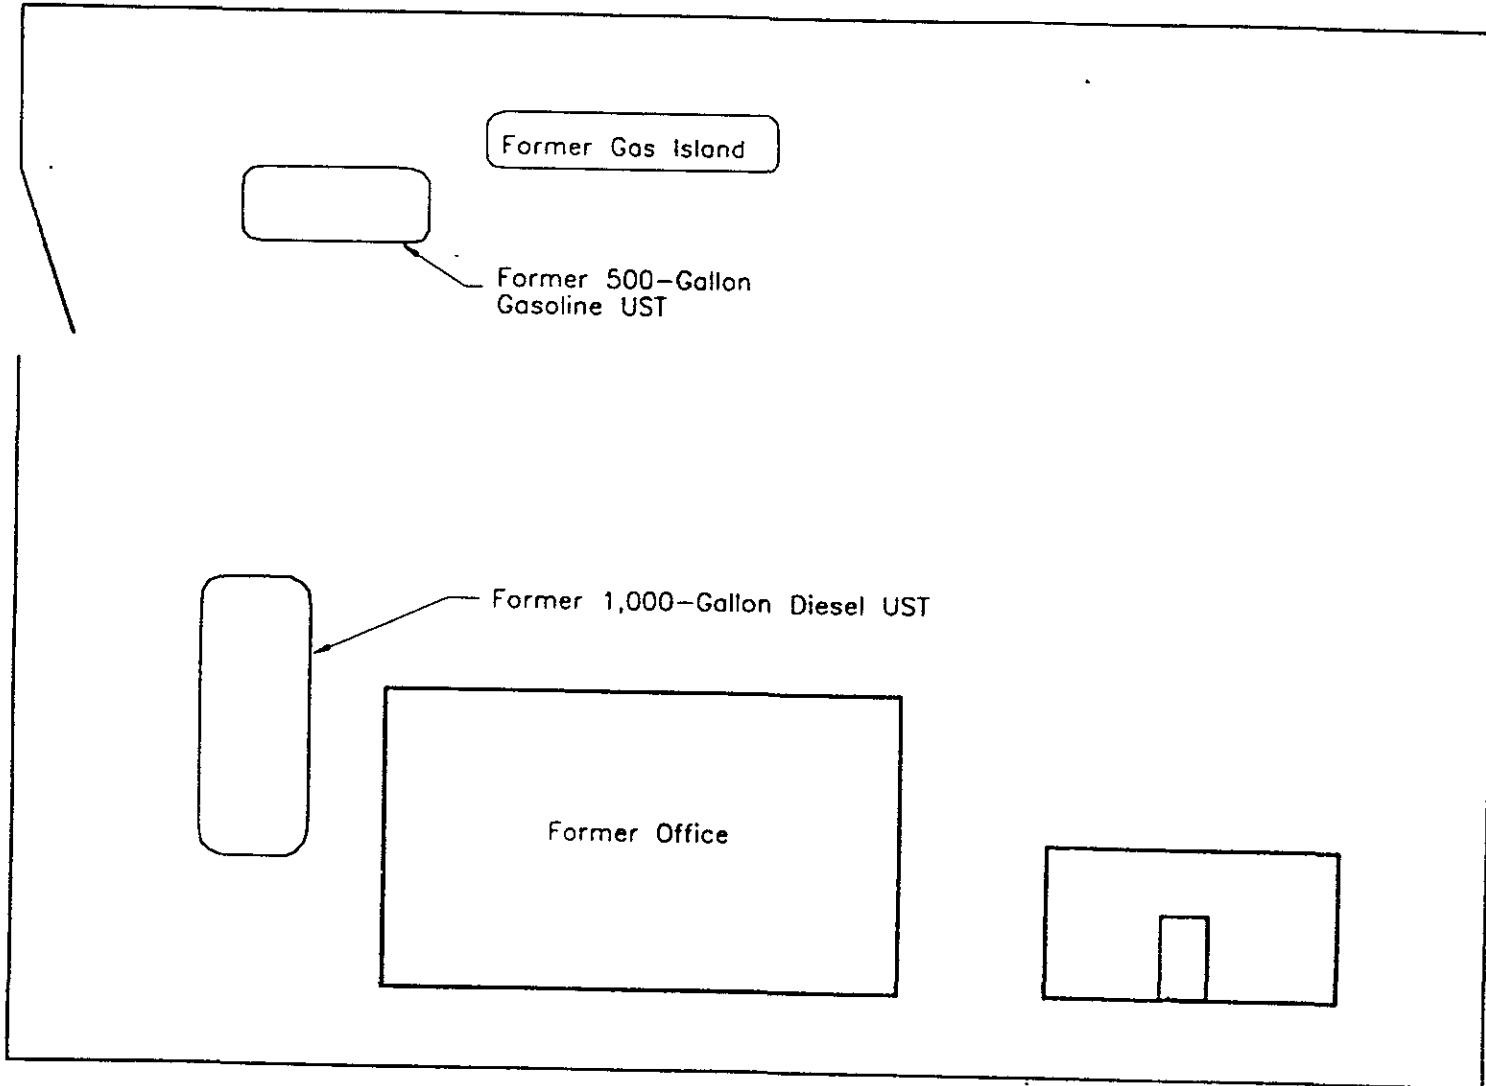 Former Gas Island
Former 500-Gallon
Gasoline UST
Former 1,000-Gallon Diesel UST
Former Office